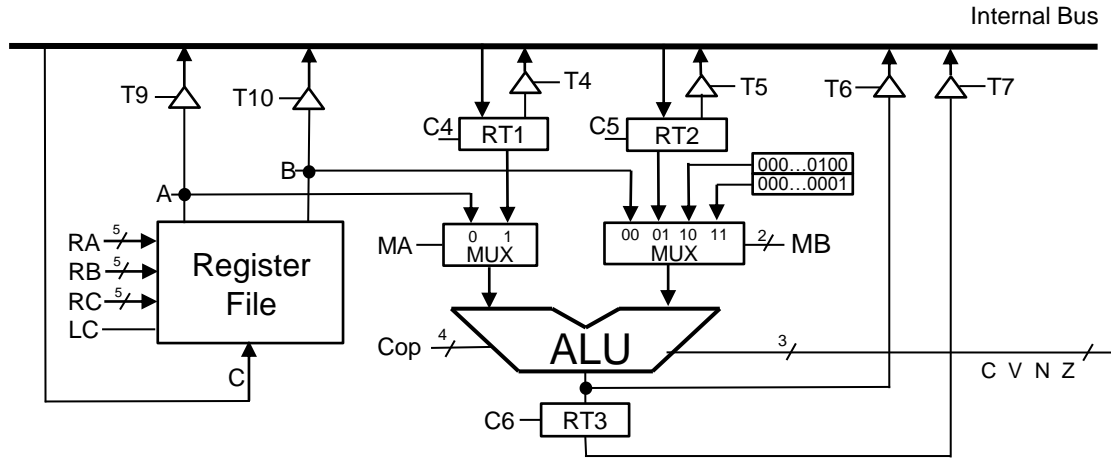 Internal Bus
T9
T10
T4
T5
T6
T7
C4
RT1
C5
RT2
000...0100
000...0001
B
A
0 1
MUX
MA
00 01 10 11
MUX
2
MB
RA
5
RB
5
RC
5
LC
Register
File
C
Cop
4
ALU
3
C V N Z
C6
RT3